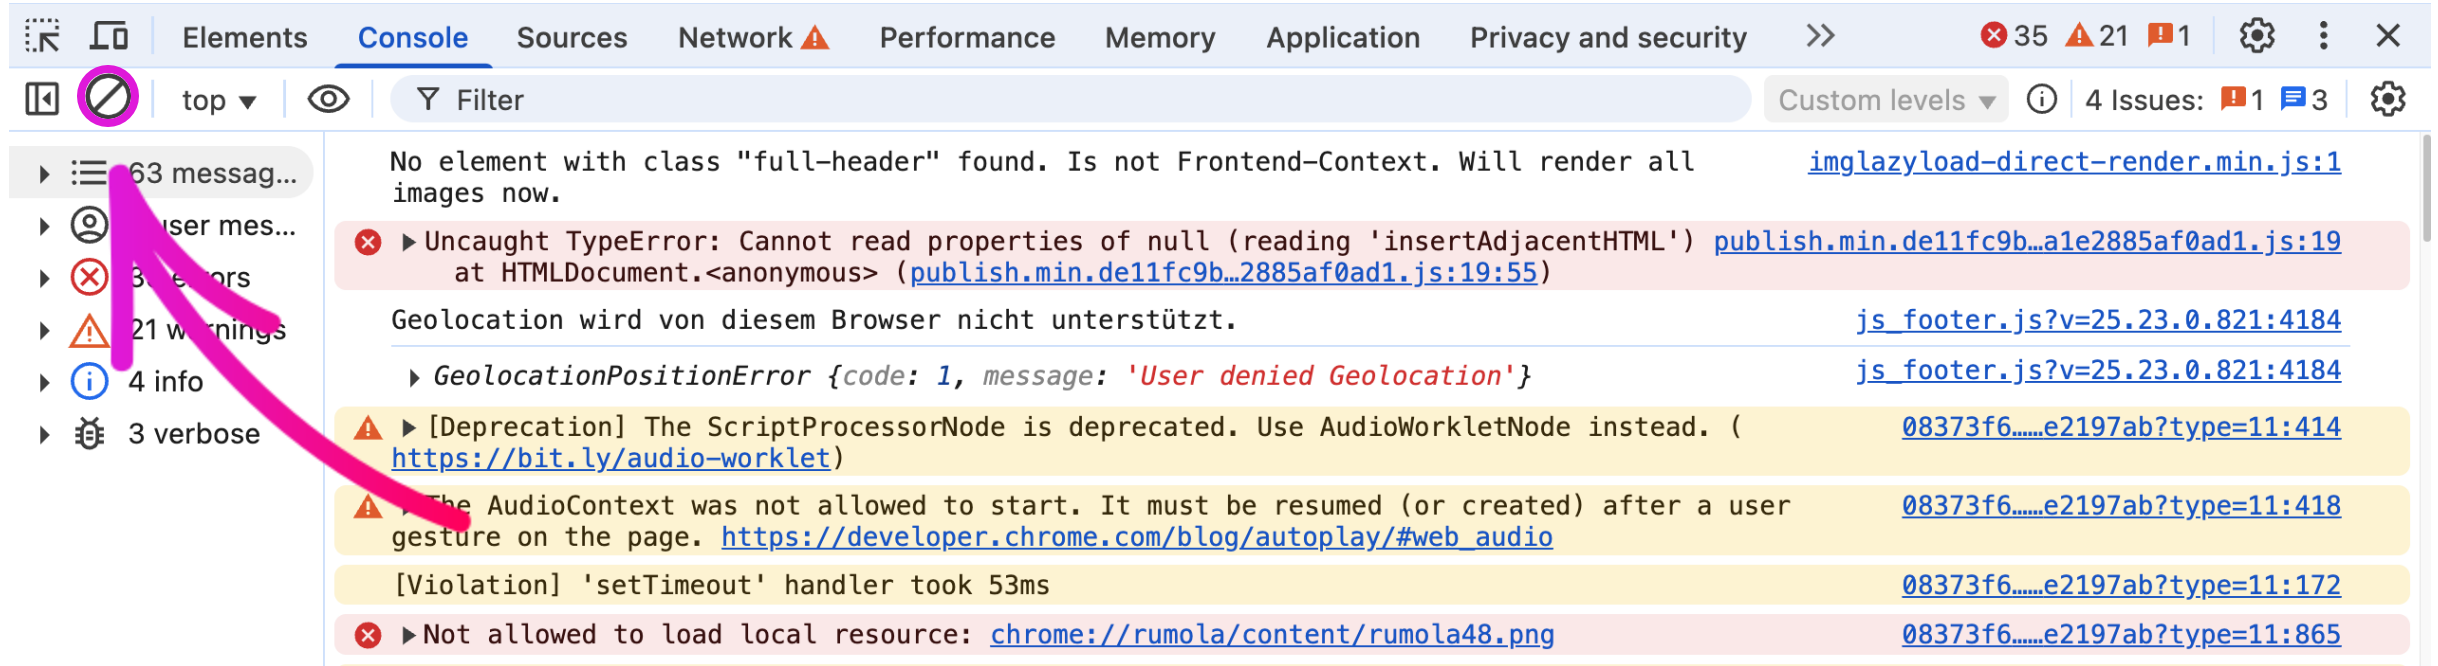 Elements Console Sources Network Performance Memory Application Privacy and security 35 21 1
top Filter Custom levels 4 Issues: 1 3
63 messag...
user mes...
errors
21 warnings
4 info
3 verbose
No element with class "full-header" found. Is not Frontend-Context. Will render all imglazyload-direct-render.min.js:1
images now.
Uncaught TypeError: Cannot read properties of null (reading 'insertAdjacentHTML') publish.min.de11fc9b…a1e2885af0ad1.js:19
at HTMLDocument.<anonymous> (publish.min.de11fc9b…2885af0ad1.js:19:55)
Geolocation wird von diesem Browser nicht unterstützt. js_footer.js?v=25.23.0.821:4184
GeolocationPositionError {code: 1, message: 'User denied Geolocation'} js_footer.js?v=25.23.0.821:4184
[Deprecation] The ScriptProcessorNode is deprecated. Use AudioWorkletNode instead. ( 08373f6……e2197ab?type=11:414
https://bit.ly/audio-worklet)
The AudioContext was not allowed to start. It must be resumed (or created) after a user 08373f6……e2197ab?type=11:418
gesture on the page. https://developer.chrome.com/blog/autoplay/#web_audio
[Violation] 'setTimeout' handler took 53ms 08373f6……e2197ab?type=11:172
Not allowed to load local resource: chrome://rumola/content/rumola48.png 08373f6……e2197ab?type=11:865